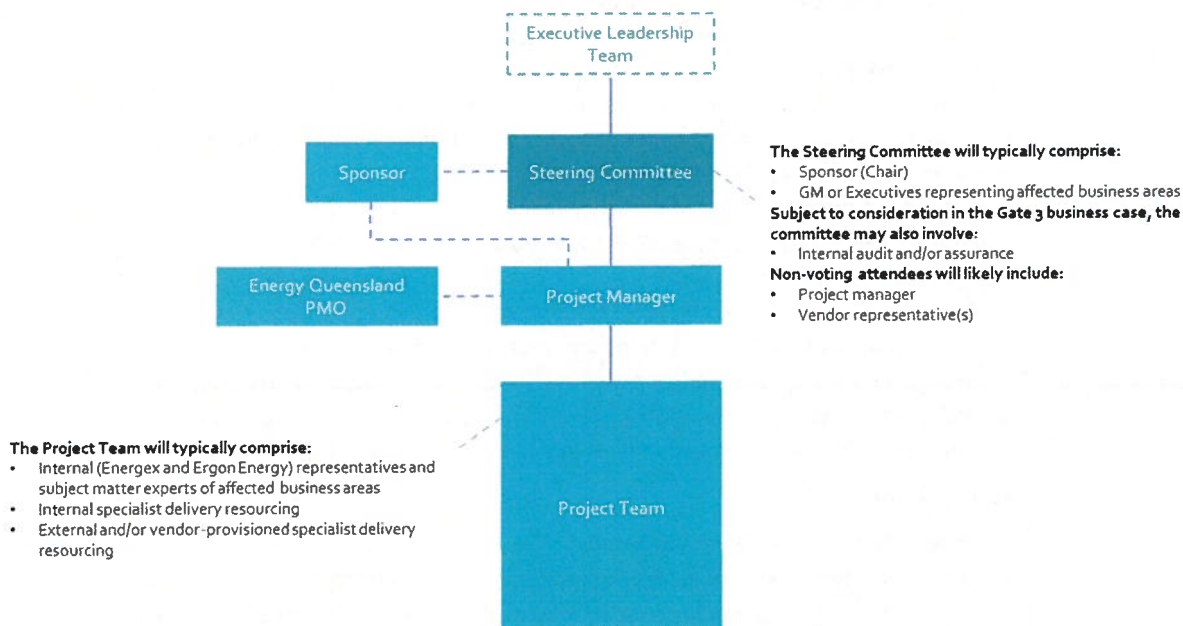 Executive Leadership
Team
Sponsor
Steering Committee
The Steering Committee will typically comprise:
• Sponsor (Chair)
• GM or Executives representing affected business areas
Subject to consideration in the Gate 3 business case, the
committee may also involve:
• Internal audit and/or assurance
Non-voting attendees will likely include:
• Project manager
• Vendor representative(s)
Energy Queensland
PMO
Project Manager
The Project Team will typically comprise:
• Internal (Energex and Ergon Energy) representatives and
subject matter experts of affected business areas
• Internal specialist delivery resourcing
• External and/or vendor-provisioned specialist delivery
resourcing
Project Team